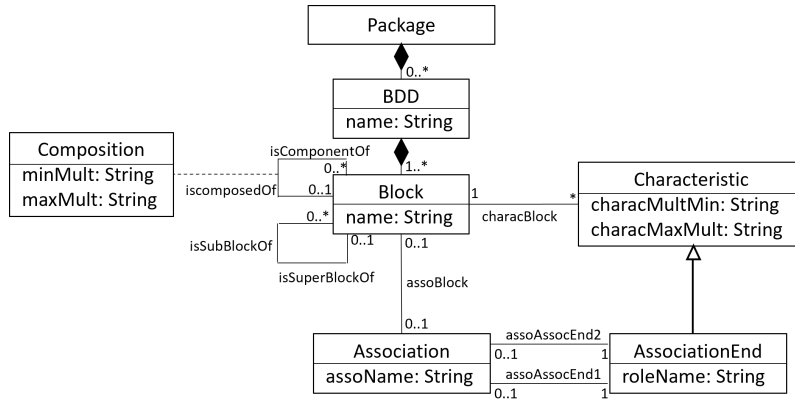 Package
0..*
BDD
name: String
1..*
Composition
minMult: String
maxMult: String
isComponentOf
0..*
iscomposedOf
0..1
Block
name: String
1
*
characBlock
Characteristic
characMultMin: String
characMaxMult: String
0..*
0..1
isSubBlockOf
isSuperBlockOf
0..1
assoBlock
0..1
Association
assoName: String
assoAssocEnd2
0..1
1
assoAssocEnd1
0..1
1
AssociationEnd
roleName: String